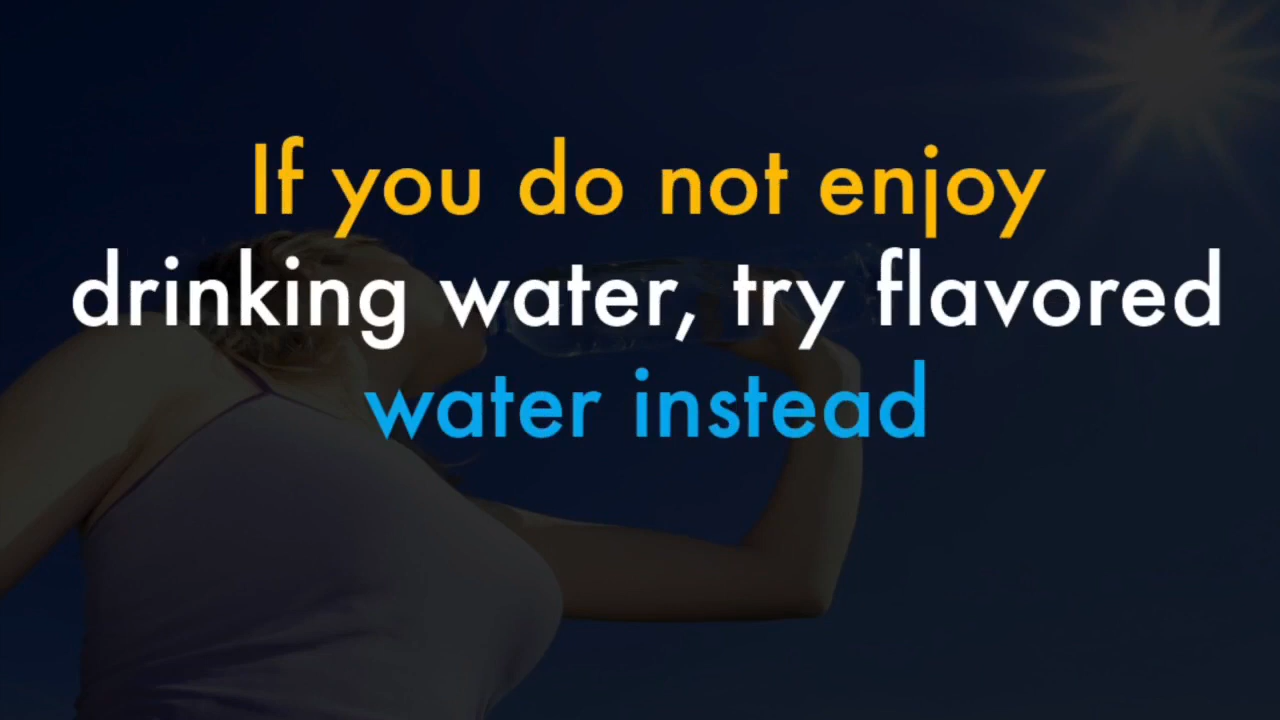 If you do not enjoy
drinking water, try flavored
water instead